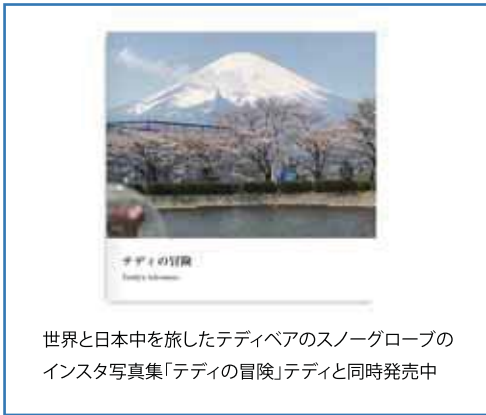 テディの冒険
世界と日本中を旅したテディベアのスノーグローブの
インスタ写真集「テディの冒険」テディと同時発売中